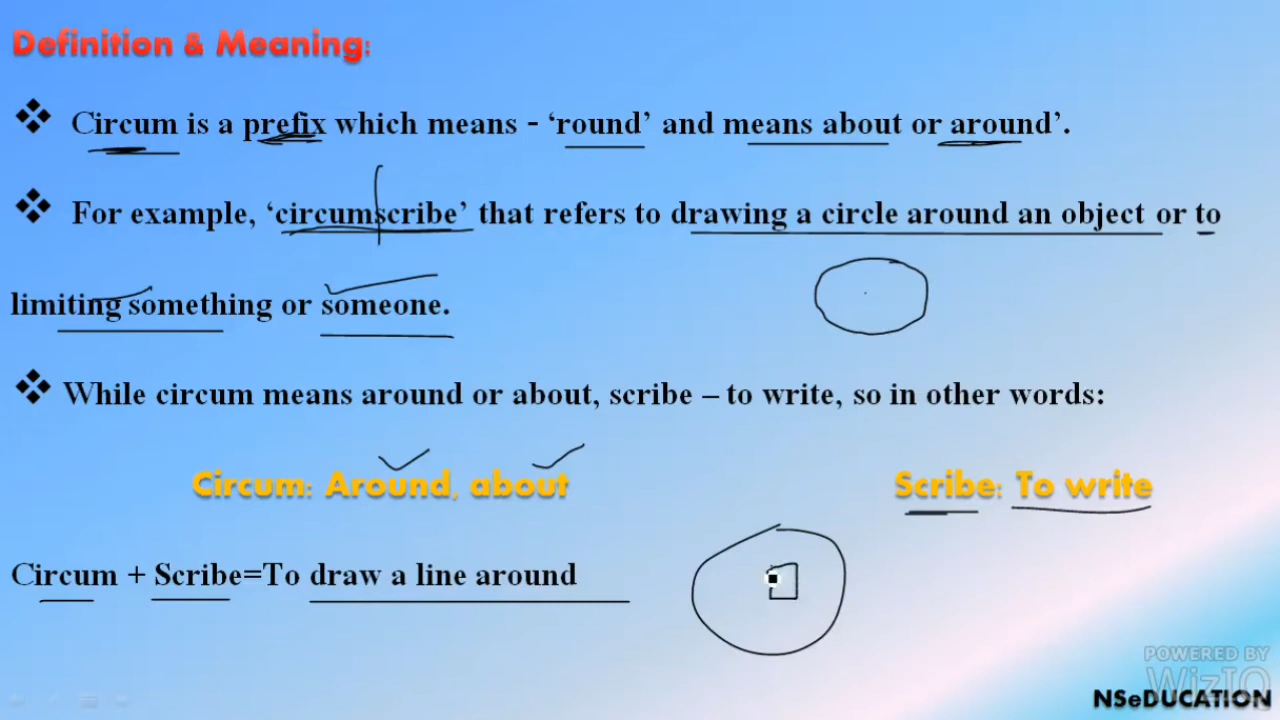 Definition & Meaning:
❖ Circum is a prefix which means - ‘round’ and means about or around’.
❖ For example, ‘circumscribe’ that refers to drawing a circle around an object or to
limiting something or someone.
❖ While circum means around or about, scribe – to write, so in other words:
Circum: Around, about Scribe: To write
Circum + Scribe=To draw a line around
POWERED BY
WizIQ
NSeDUCATION